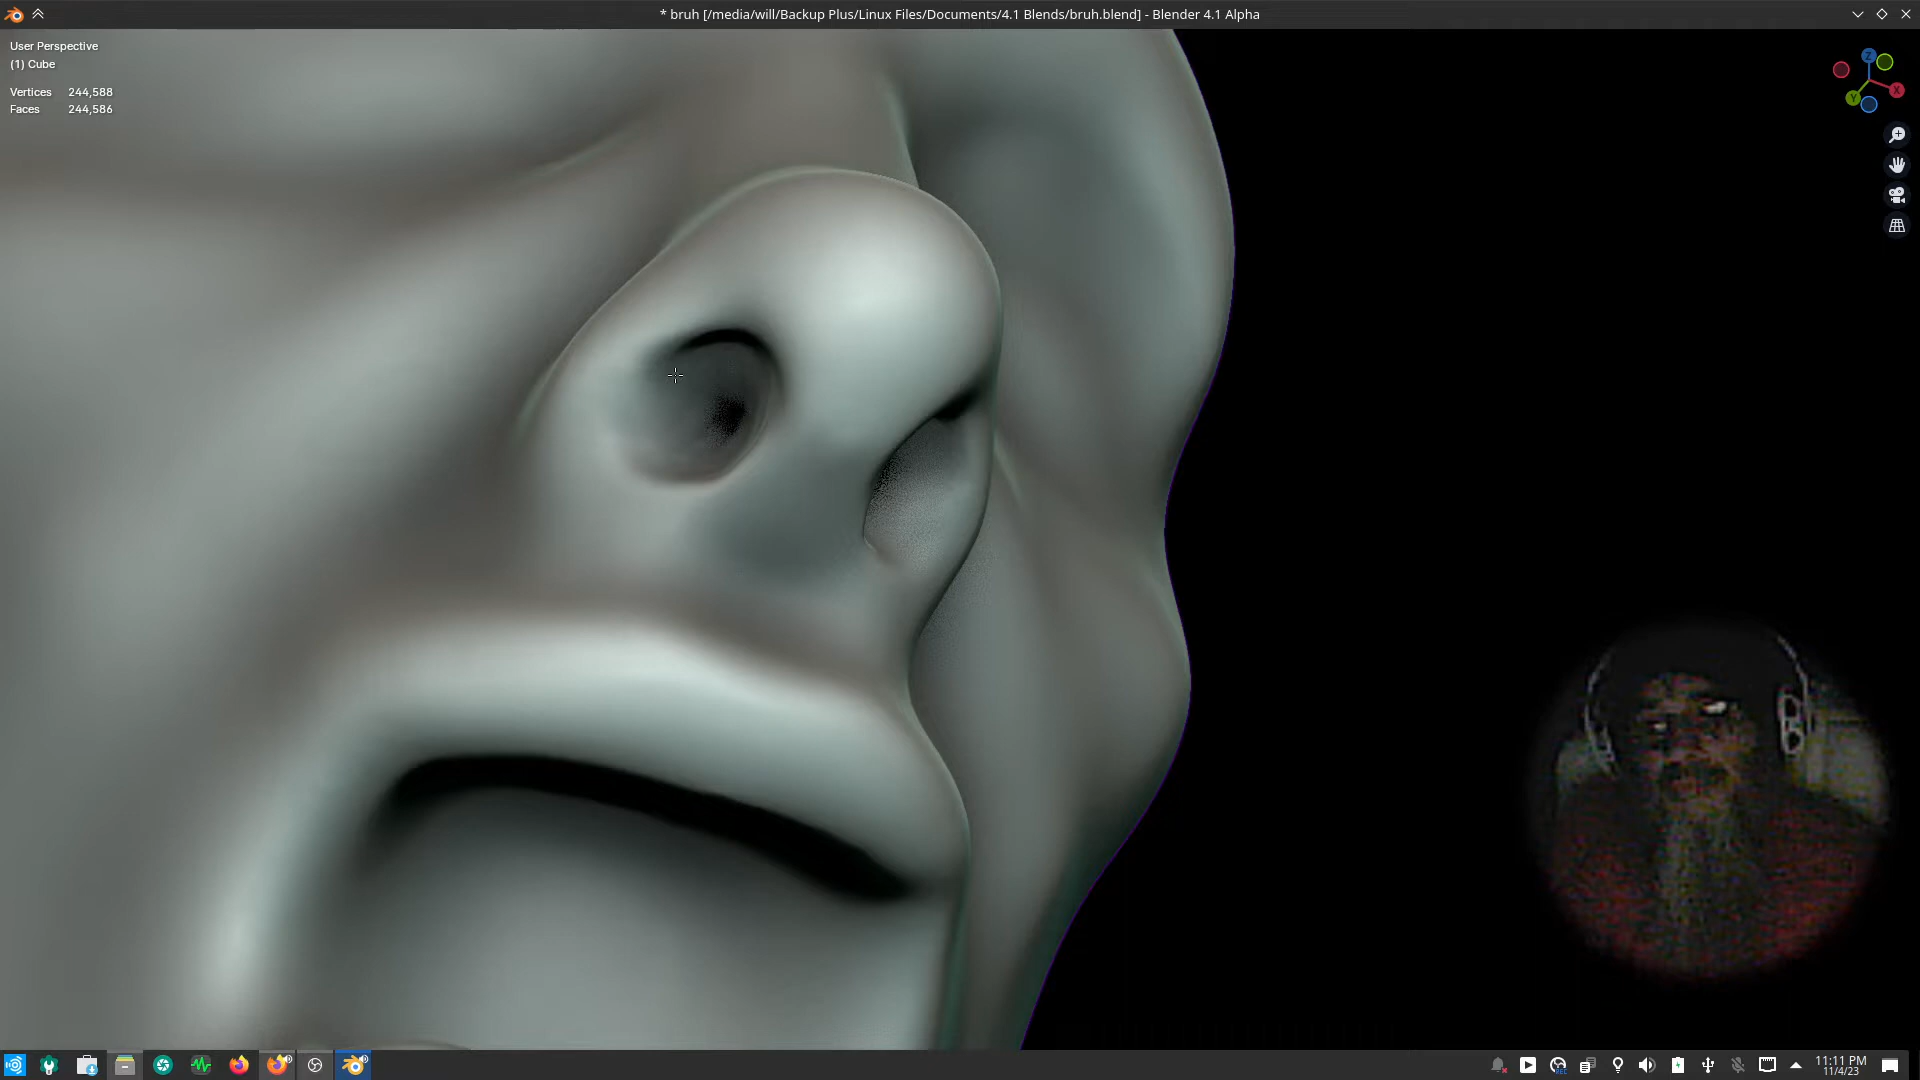 * bruh [/media/will/Backup Plus/Linux Files/Documents/4.1 Blends/bruh.blend] - Blender 4.1 Alpha
User Perspective
(1) Cube
Vertices 244,588
Faces 244,586
Z
X
Y
REC
11:11 PM
11/4/23